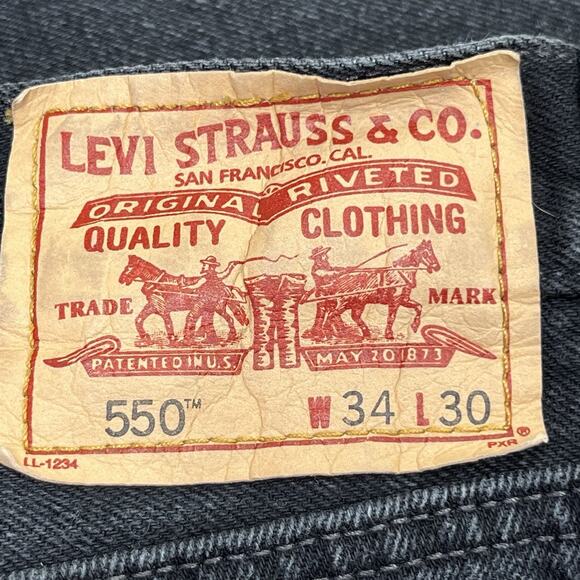 LEVI STRAUSS & CO.
SAN FRANCISCO. CAL.
ORIGINAL RIVETED
QUALITY CLOTHING
TRADE MARK
PATENTED IN U.S. MAY 20 1873
550™ W 34 L 30
LL-1234 PXR ®